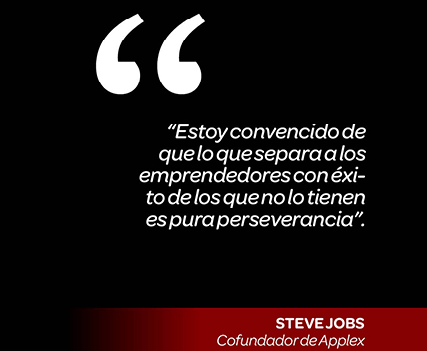 “Estoy convencido de
que lo que separa a los
emprendedores con éxi-
to de los que no lo tienen
es pura perseverancia”.
STEVE JOBS
Cofundador de Applex